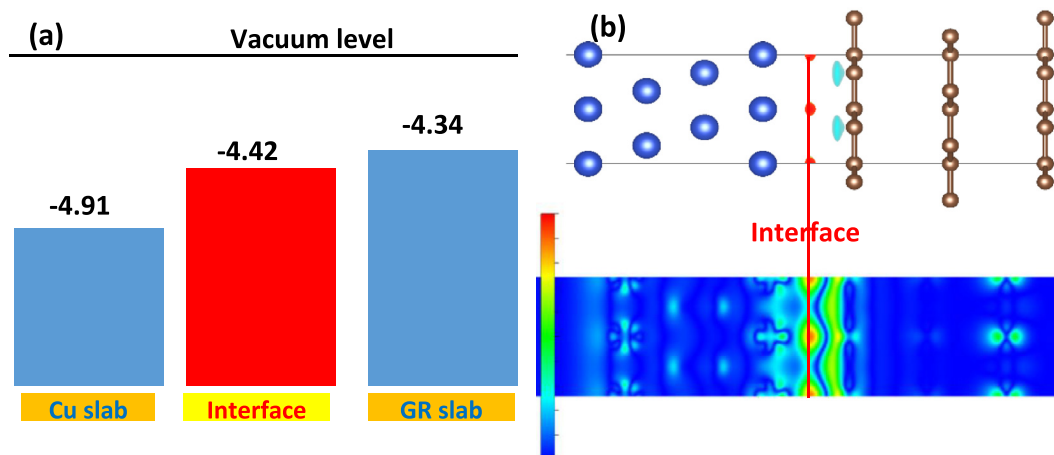 (a)
Vacuum level
-4.91
-4.42
-4.34
Cu slab
Interface
GR slab
(b)
Interface